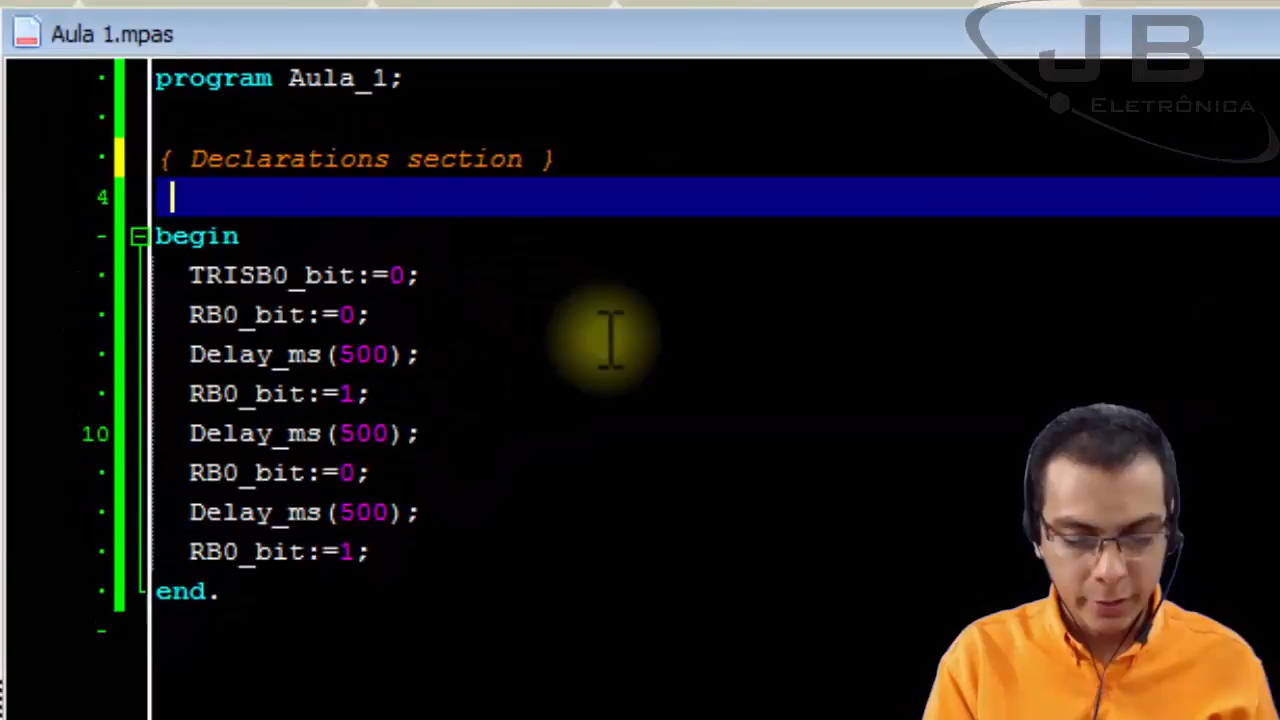 Aula 1.mpas
JB
ELETRÔNICA
program Aula_1;
{ Declarations section }
4
begin
TRISB0_bit:=0;
RB0_bit:=0;
Delay_ms(500);
RB0_bit:=1;
10 Delay_ms(500);
RB0_bit:=0;
Delay_ms(500);
RB0_bit:=1;
end.